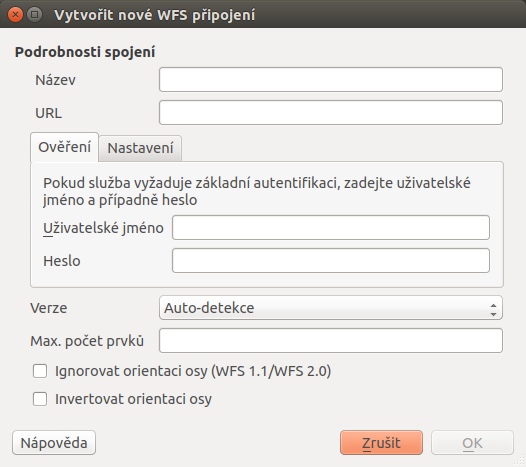 Vytvořit nové WFS připojení
Podrobnosti spojení
Název
URL
Ověření
Nastavení
Pokud služba vyžaduje základní autentifikaci, zadejte uživatelské
jméno a případně heslo
Uživatelské jméno
Heslo
Verze
Auto-detekce
Max. počet prvků
Ignorovat orientaci osy (WFS 1.1/WFS 2.0)
Invertovat orientaci osy
Nápověda
Zrušit
OK